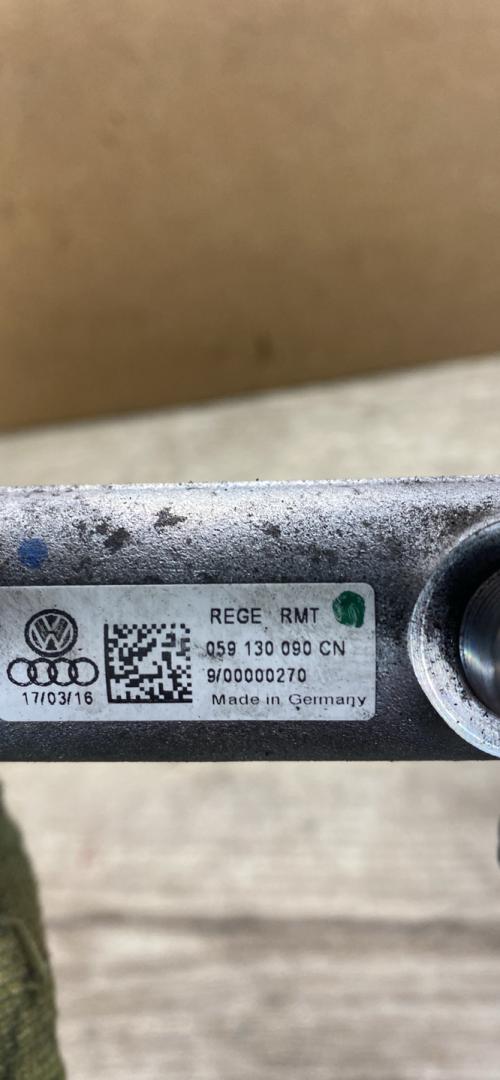 REGE RMT
059 130 090 CN
9/00000270
Made in Germany
17/03/16